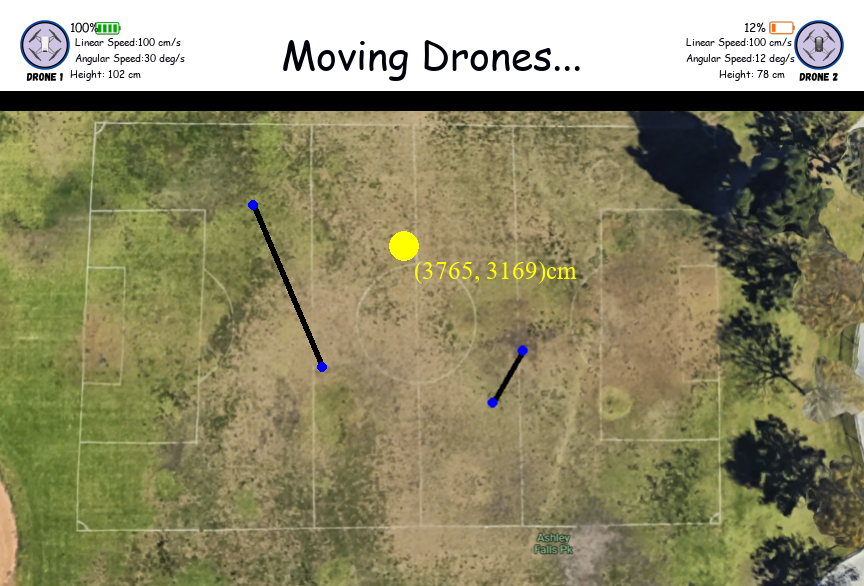 100%
Linear Speed:100 cm/s
Angular Speed:30 deg/s
DRONE 1
Height: 102 cm
Moving Drones...
12%
Linear Speed:100 cm/s
Angular Speed:12 deg/s
Height: 78 cm
DRONE 2
(3765, 3169)cm
Ashley
Falls Pk